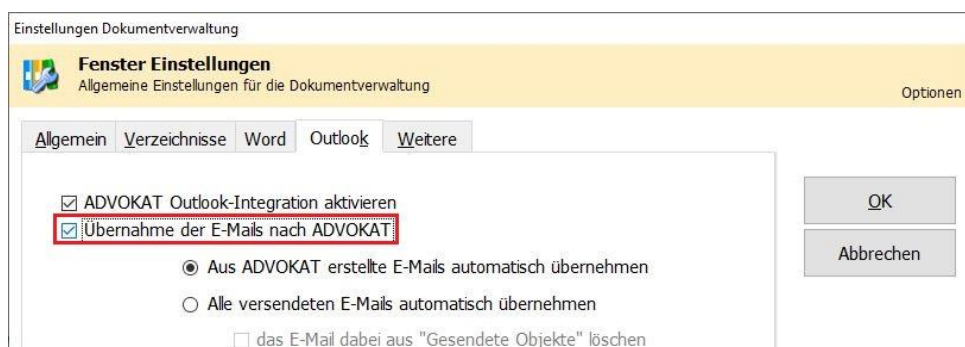 Einstellungen Dokumentverwaltung
Fenster Einstellungen
Allgemeine Einstellungen für die Dokumentverwaltung
Optionen
Allgemein Verzeichnisse Word Outlook Weitere
ADVOKAT Outlook-Integration aktivieren
OK
Übernahme der E-Mails nach ADVOKAT
Abbrechen
Aus ADVOKAT erstellte E-Mails automatisch übernehmen
Alle versendeten E-Mails automatisch übernehmen
das E-Mail dabei aus "Gesendete Objekte" löschen